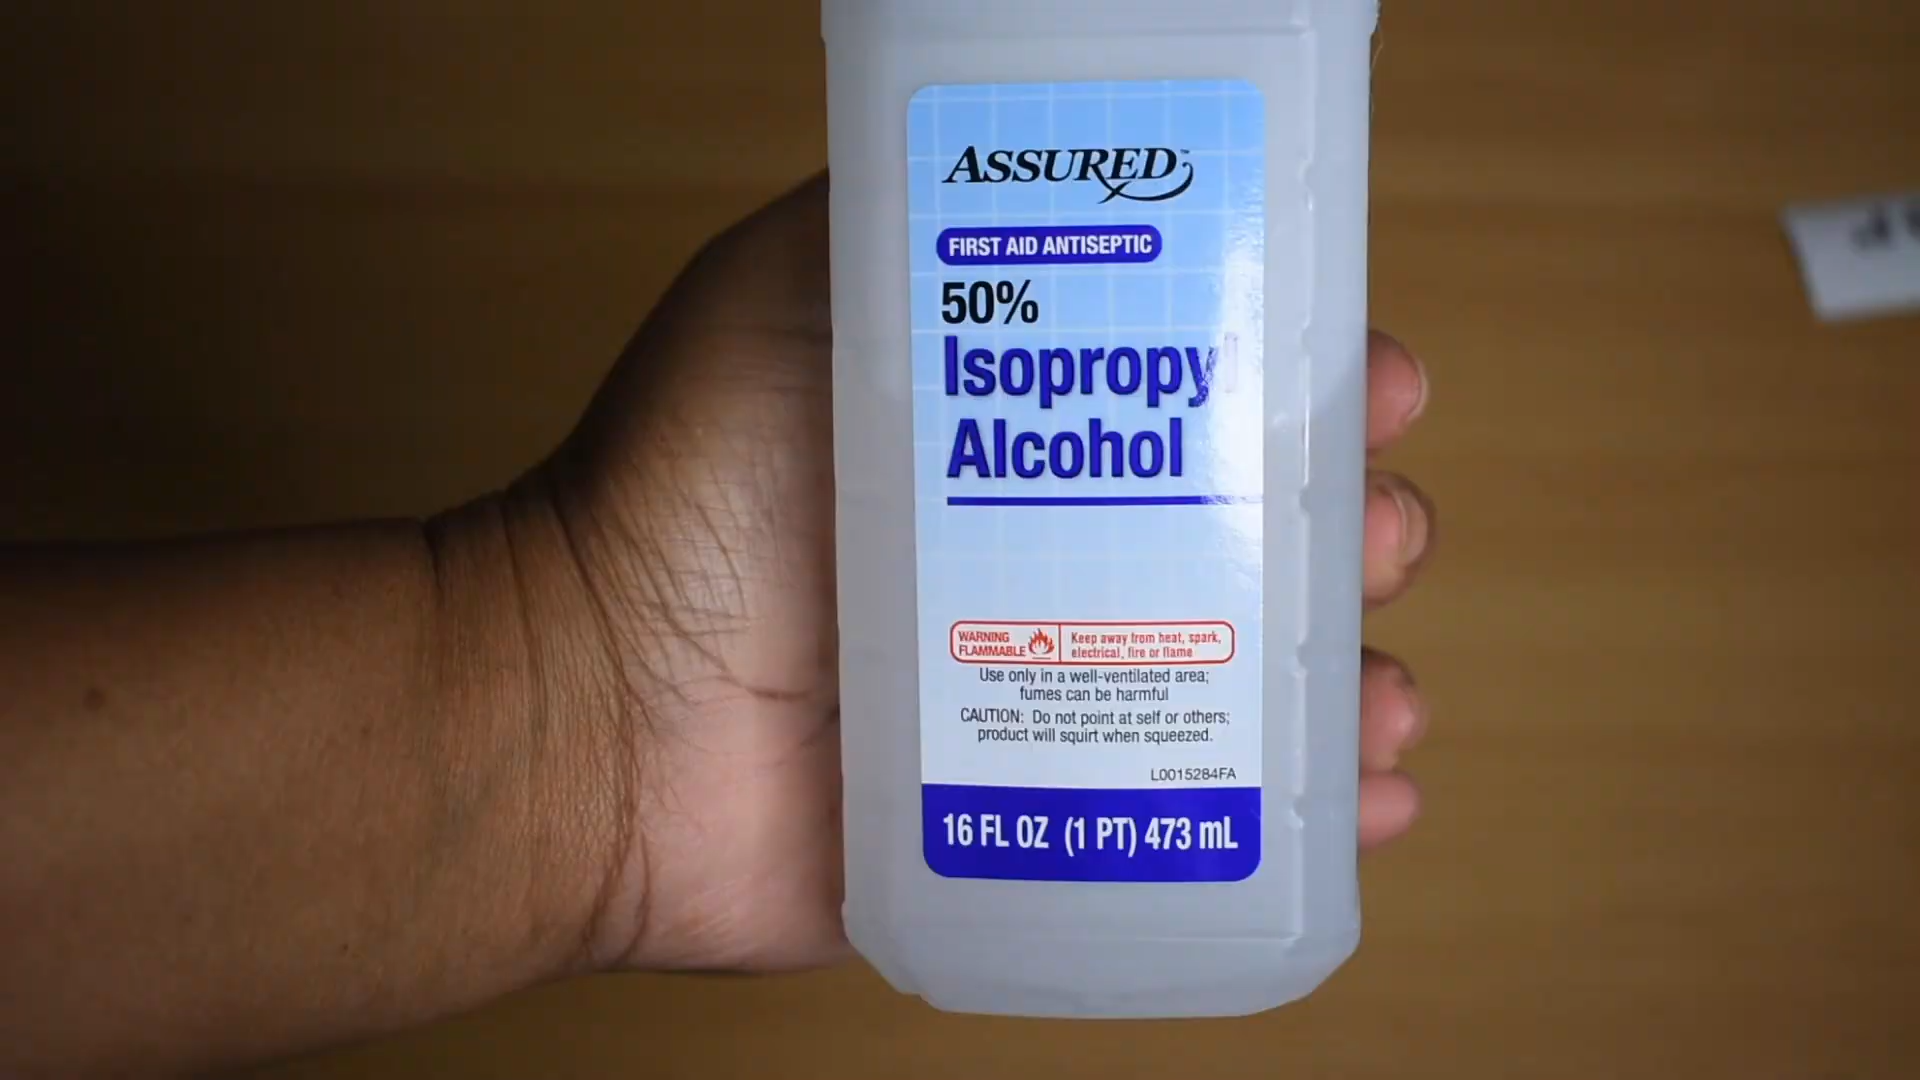 ASSURED™
FIRST AID ANTISEPTIC
50%
Isopropyl
Alcohol
WARNING
FLAMMABLE
Keep away from heat, spark,
electrical, fire or flame
Use only in a well-ventilated area;
fumes can be harmful
CAUTION: Do not point at self or others;
product will squirt when squeezed.
L0015284FA
16 FL OZ (1 PT) 473 mL